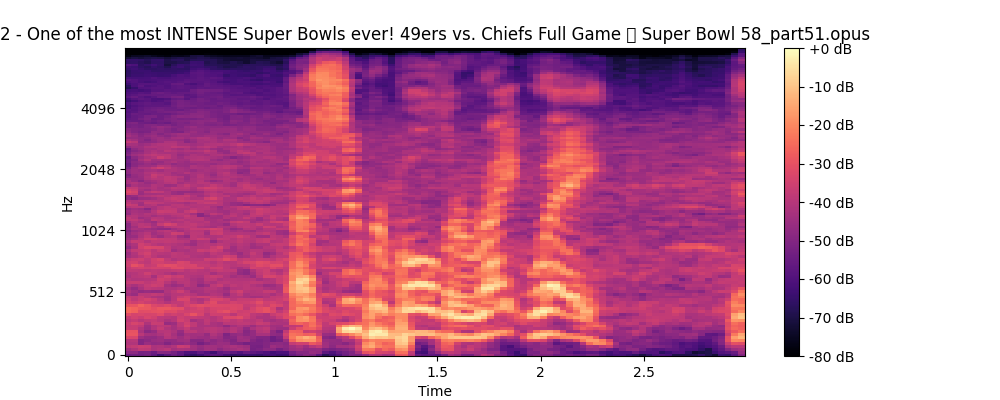 2 - One of the most INTENSE Super Bowls ever! 49ers vs. Chiefs Full Game ▯ Super Bowl 58_part51.opus
+0 dB
4096
-10 dB
-20 dB
2048
-30 dB
Hz
1024
-40 dB
-50 dB
512
-60 dB
-70 dB
0
-80 dB
0 0.5 1 1.5 2 2.5
Time